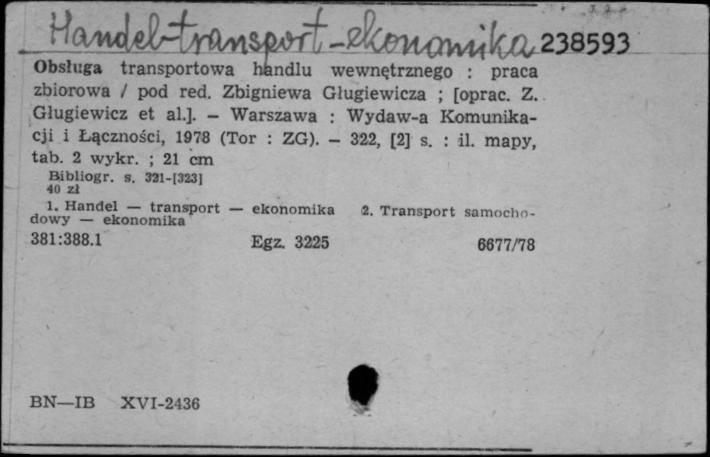 Handel-transport-ekonomika 238593
Obsługa transportowa handlu wewnętrznego : praca
zbiorowa / pod red. Zbigniewa Gługiewicza ; [oprac. Z.
Gługiewicz et al.]. — Warszawa : Wydaw-a Komunika-
cji i Łączności, 1978 (Tor : ZG). — 322, [2] s. : il. mapy,
tab. 2 wykr. ; 21 cm
Bibliogr. s. 321-[323]
40 zł
1. Handel — transport — ekonomika 2. Transport samocho-
dowy — ekonomika
381:388.1 Egz. 3225 6677/78
BN—IB XVI-2436